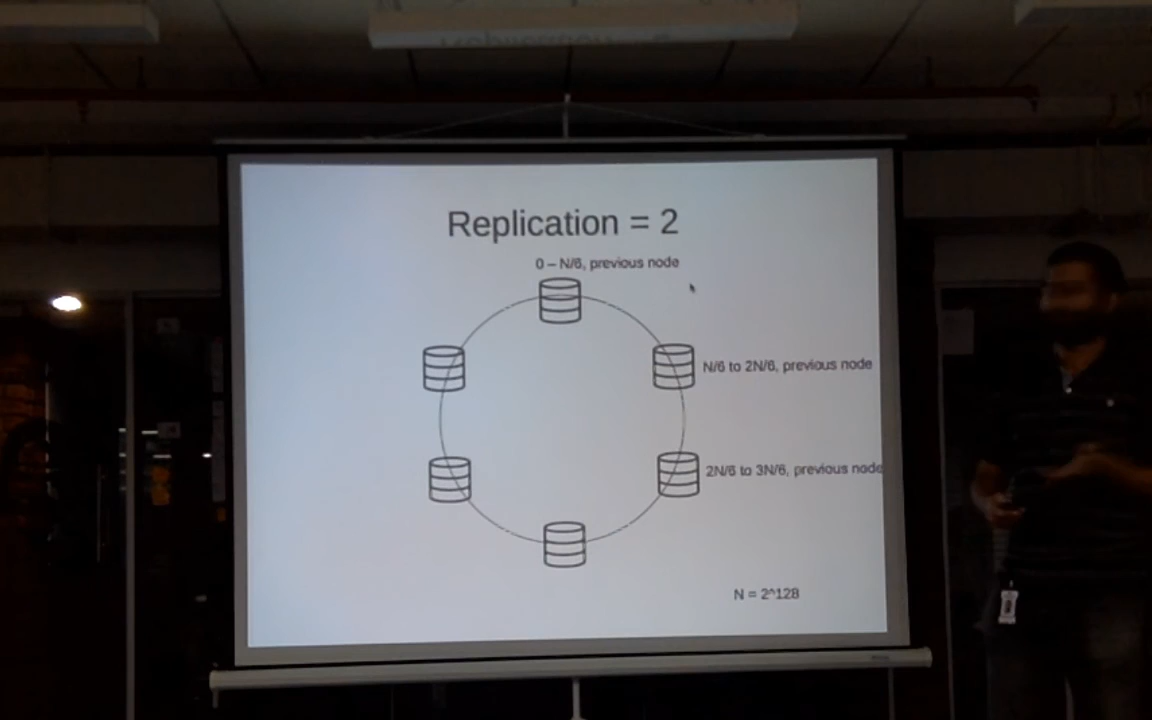 Replication = 2
0 – N/6, previous node
N/6 to 2N/6, previous node
2N/6 to 3N/6, previous node
N = 2^128